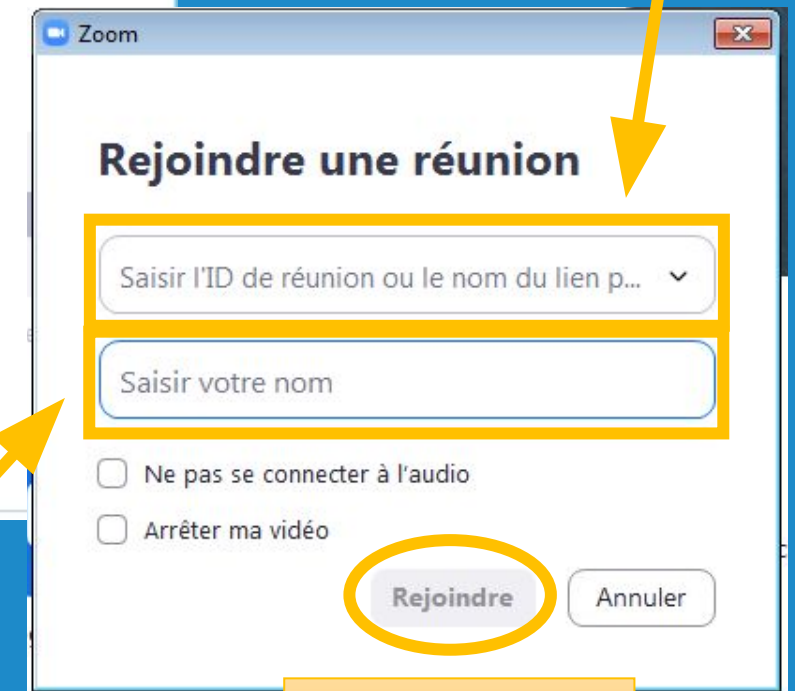 Zoom
Rejoindre une réunion
Saisir l'ID de réunion ou le nom du lien p...
Saisir votre nom
Ne pas se connecter à l'audio
Arrêter ma vidéo
Rejoindre
Annuler